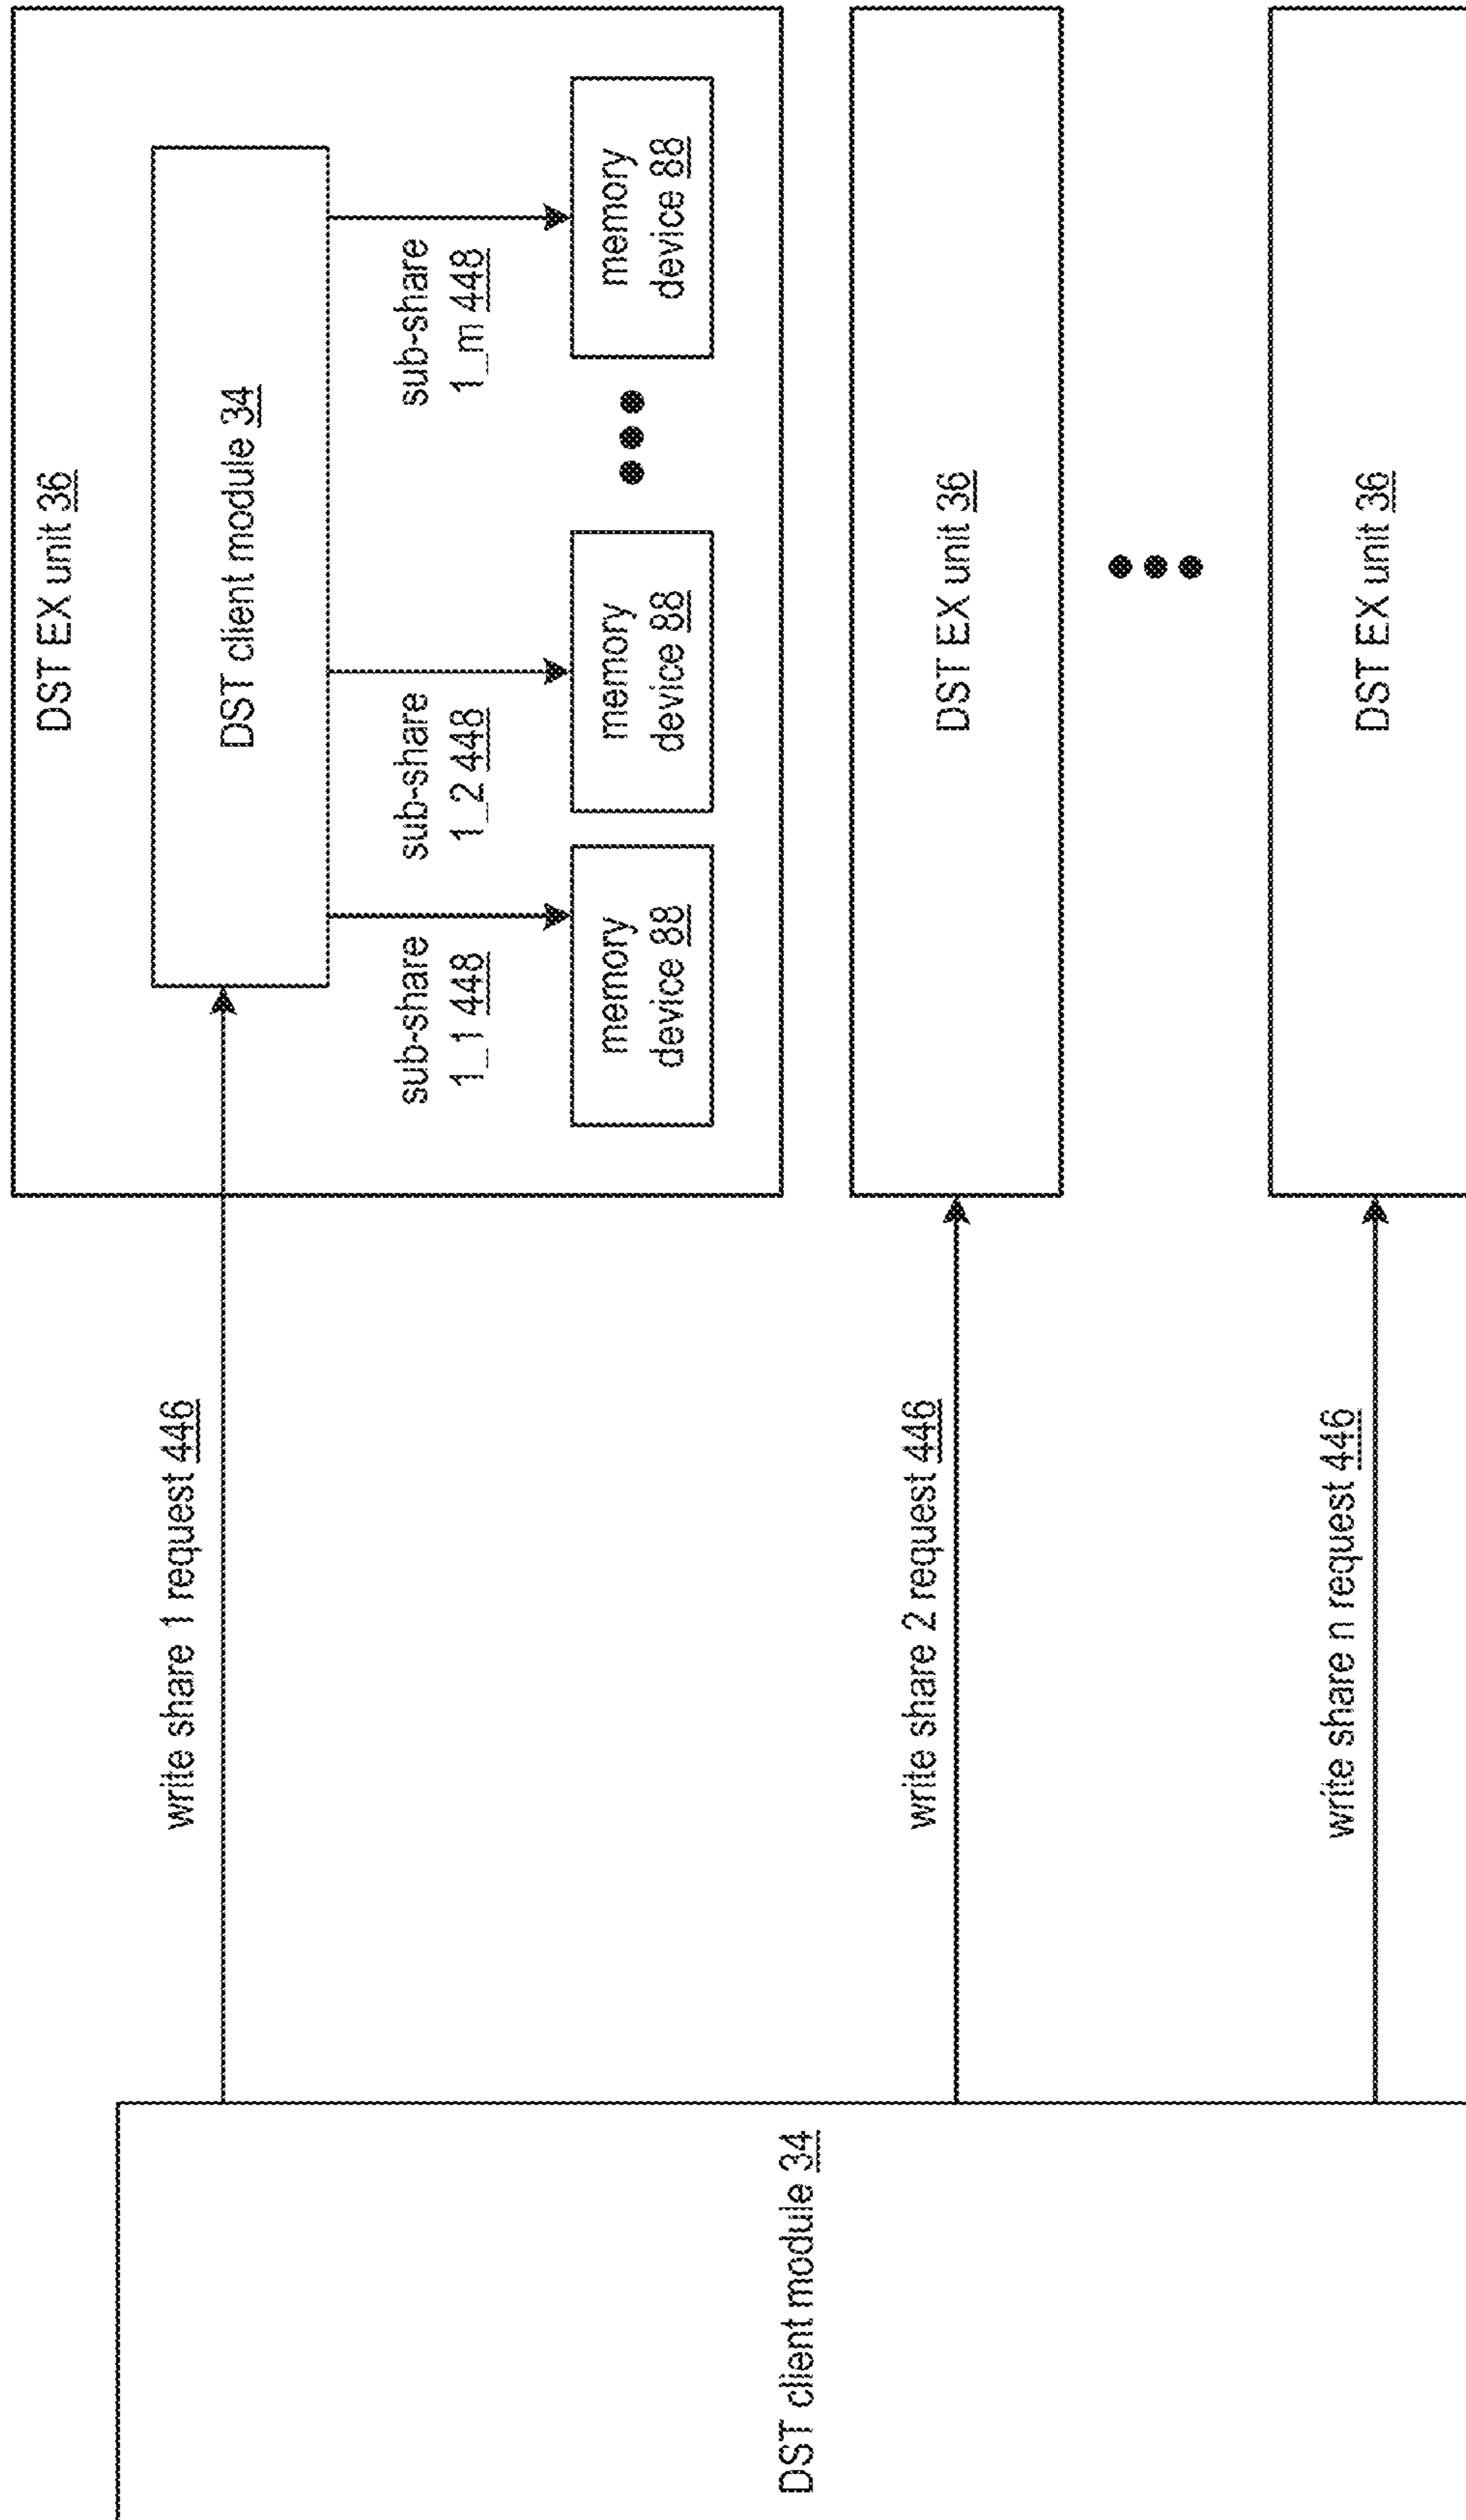 DST client module 34
write share 1 request 446
write share 2 request 446
write share n request 446
DST EX unit 36
DST client module 34
sub-share
1_1 448
sub-share
1_2 448
sub-share
1_m 448
memory
device 88
memory
device 88
memory
device 88
DST EX unit 36
DST EX unit 36